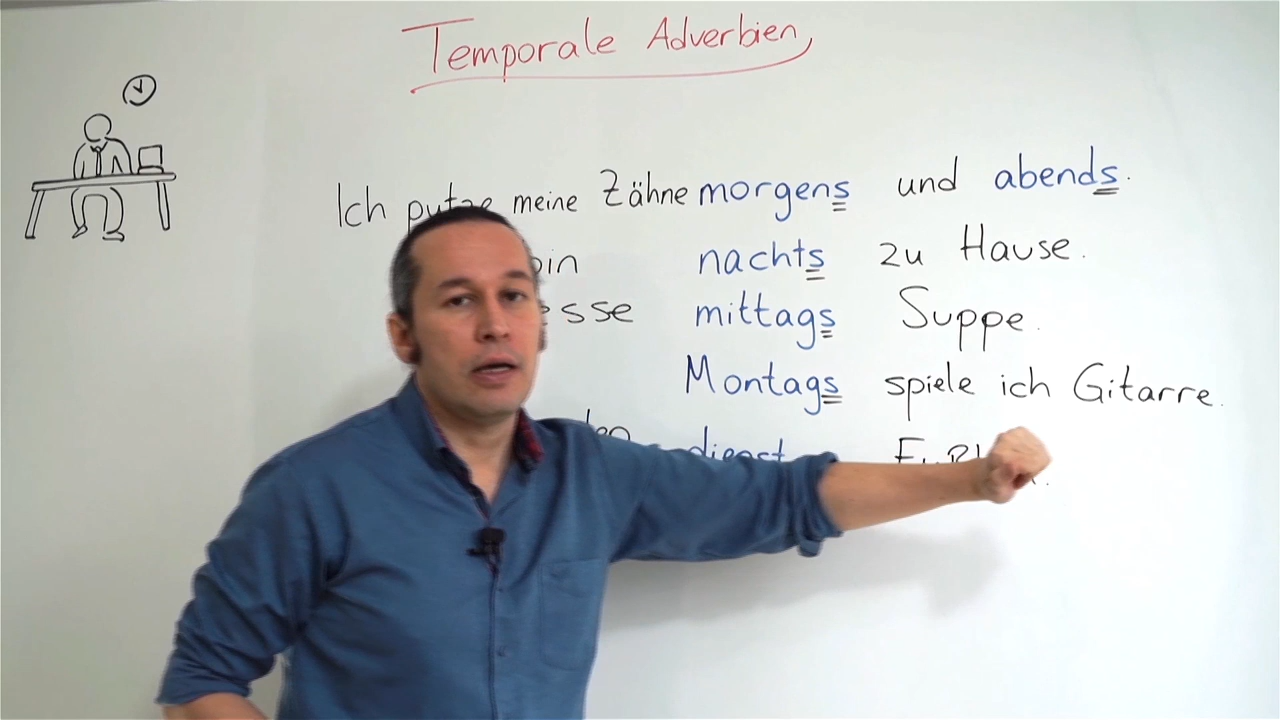 Temporale Adverbien
Ich putze meine Zähne morgens und abends.
nachts zu Hause.
mittags Suppe.
Montags spiele ich Gitarre.